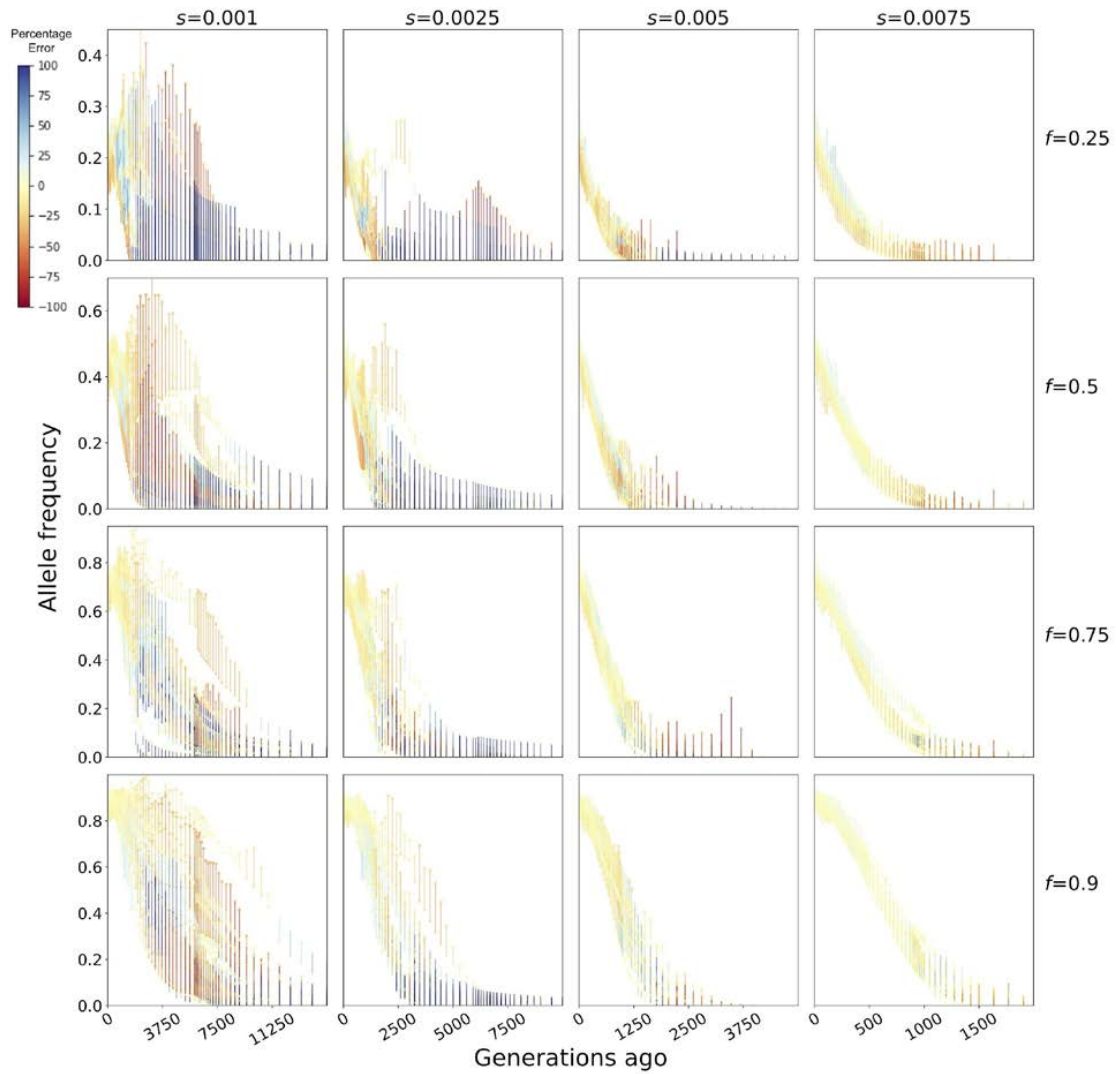 s=0.001 s=0.0025 s=0.005 s=0.0075
Percentage
Error
100
75
50
25
0
−25
−50
−75
−100
0.4
0.3
0.2
0.1
0.0
f=0.25
0.6
0.4
0.2
0.0
f=0.5
Allele frequency
0.8
0.6
0.4
0.2
0.0
f=0.75
0.8
0.6
0.4
0.2
0.0
f=0.9
0 3750 7500 11250 0 2500 5000 7500 0 1250 2500 3750 0 500 1000 1500
Generations ago